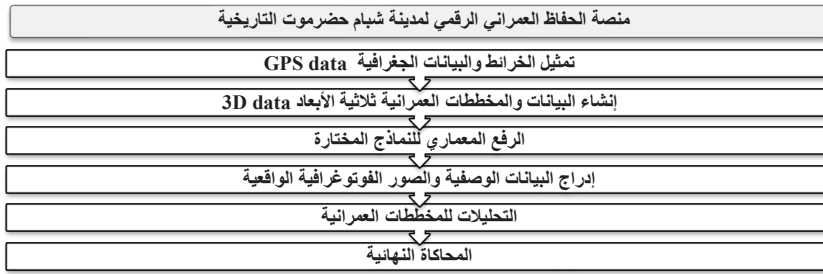 منصة الحفاظ العمراني الرقمي لمدينة شبام حضرموت التاريخية
تمثيل الخرائط والبيانات الجغرافية GPS data
إنشاء البيانات والمخططات العمرانية ثلاثية الأبعاد 3D data
الرفع المعماري للنماذج المختارة
إدراج البيانات الوصفية والصور الفوتوغرافية الواقعية
التحليلات للمخططات العمرانية
المحاكاة النهائية